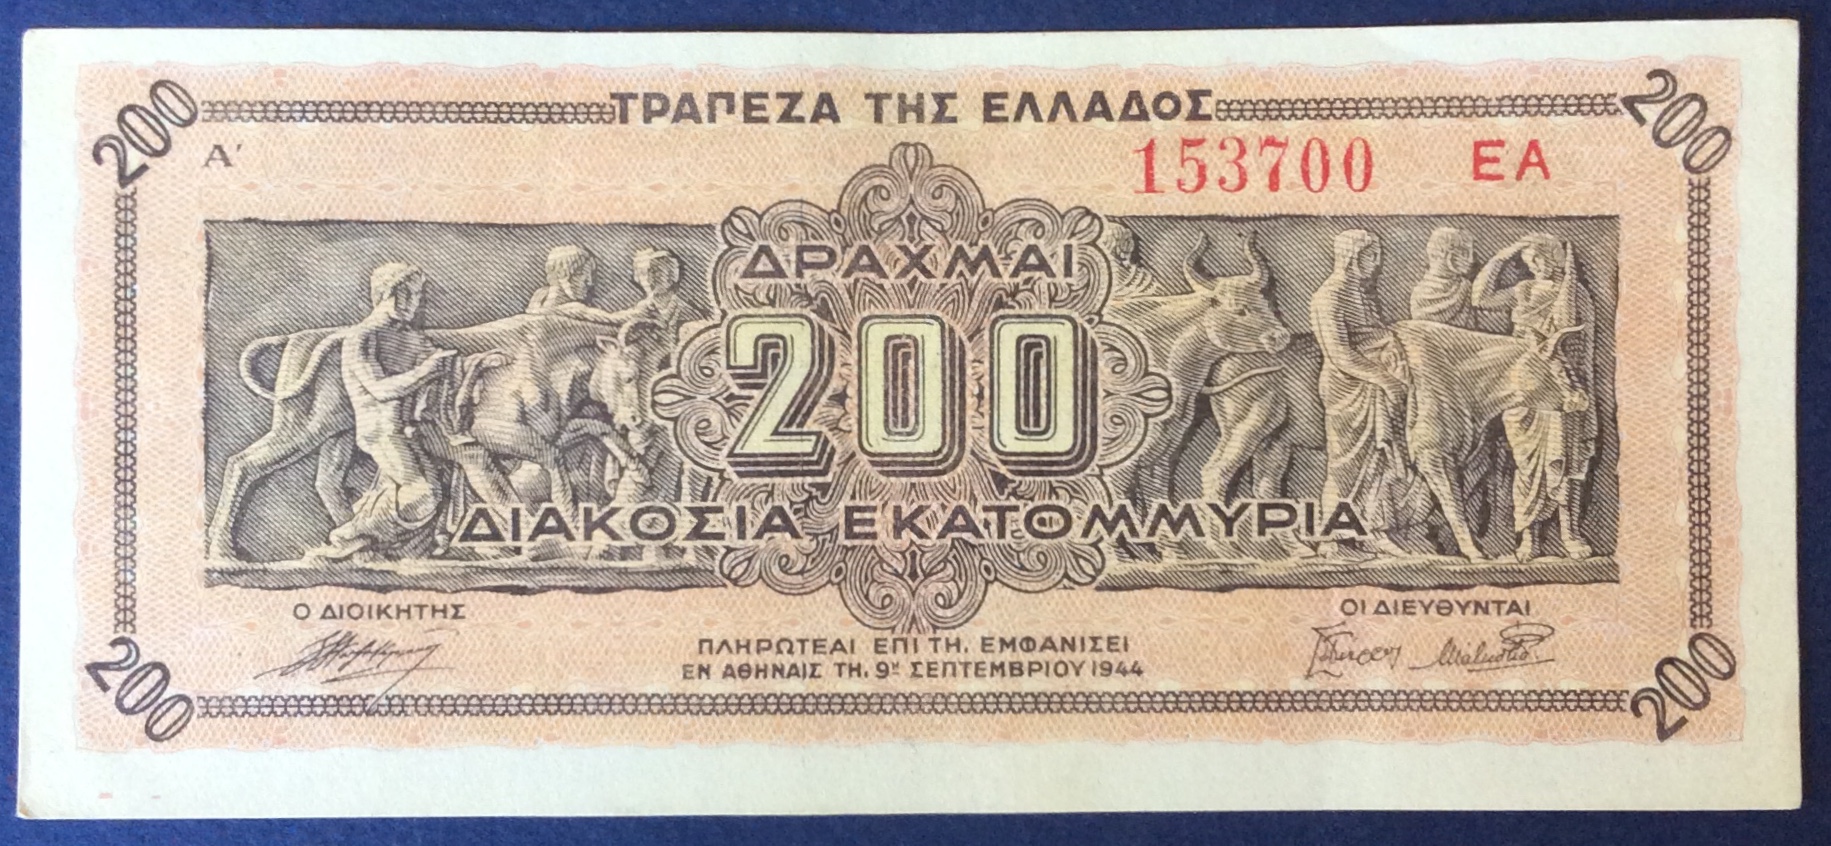 200 ΤΡΑΠΕΖΑ ΤΗΣ ΕΛΛΑΔΟΣ 200
Α′ 153700 ΕΑ
ΔΡΑΧΜΑΙ
200
ΔΙΑΚΟΣΙΑ ΕΚΑΤΟΜΜΥΡΙΑ
Ο ΔΙΟΙΚΗΤΗΣ ΟΙ ΔΙΕΥΘΥΝΤΑΙ
ΠΛΗΡΩΤΕΑΙ ΕΠΙ ΤΗ, ΕΜΦΑΝΙΣΕΙ
ΕΝ ΑΘΗΝΑΙΣ ΤΗ, 9ῃ ΣΕΠΤΕΜΒΡΙΟΥ 1944
200 200